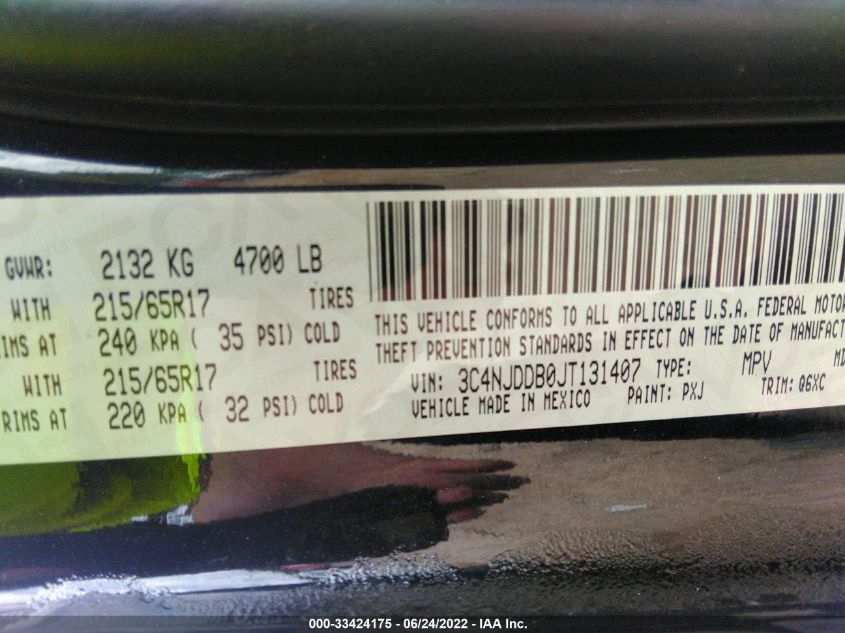 GVWR: 2132 KG 4700 LB
WITH 215/65R17 TIRES
RIMS AT 240 KPA ( 35 PSI) COLD
WITH 215/65R17 TIRES
RIMS AT 220 KPA ( 32 PSI) COLD
THIS VEHICLE CONFORMS TO ALL APPLICABLE U.S.A. FEDERAL MOTOR
THEFT PREVENTION STANDARDS IN EFFECT ON THE DATE OF MANUFACT
VIN: 3C4NJDDB0JT131407 TYPE: MPV MD
VEHICLE MADE IN MEXICO PAINT: PXJ TRIM: Q6XC
000-33424175 - 06/24/2022 - IAA Inc.